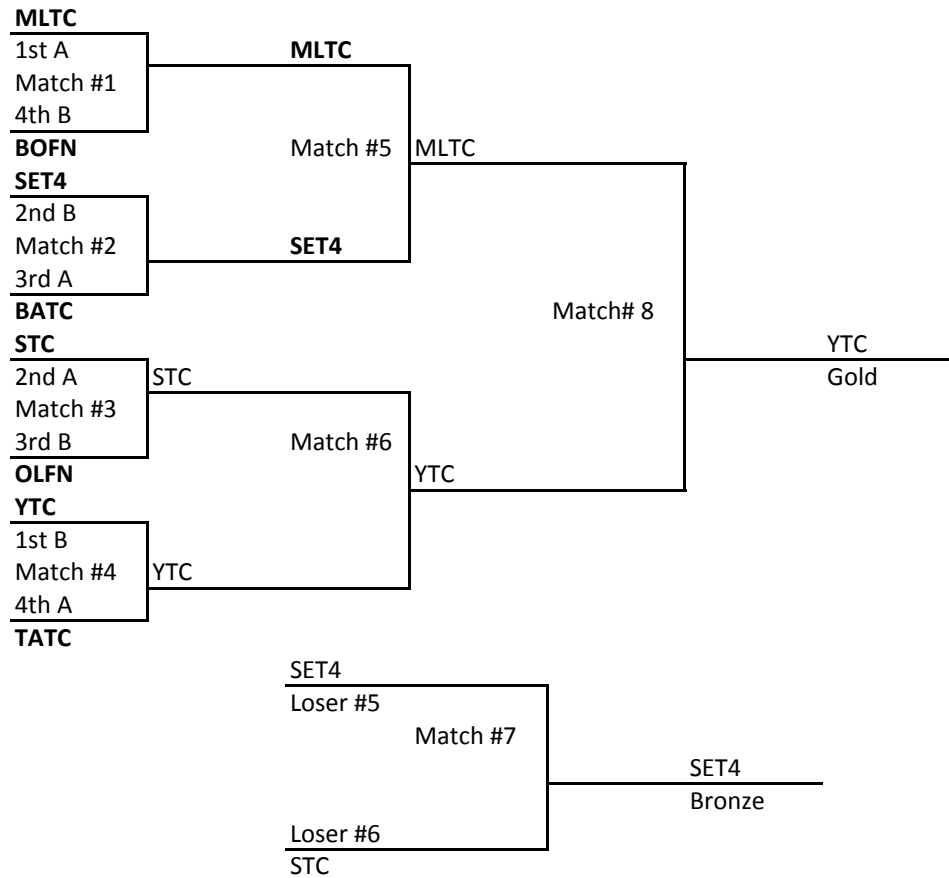 MLTC
1st A
MLTC
Match #1
4th B
BOFN
Match #5
MLTC
SET4
2nd B
Match #2
SET4
3rd A
BATC
Match# 8
STC
YTC
2nd A
STC
Gold
Match #3
3rd B
Match #6
OLFN
YTC
YTC
1st B
Match #4
YTC
4th A
TATC
SET4
Loser #5
Match #7
SET4
Bronze
Loser #6
STC